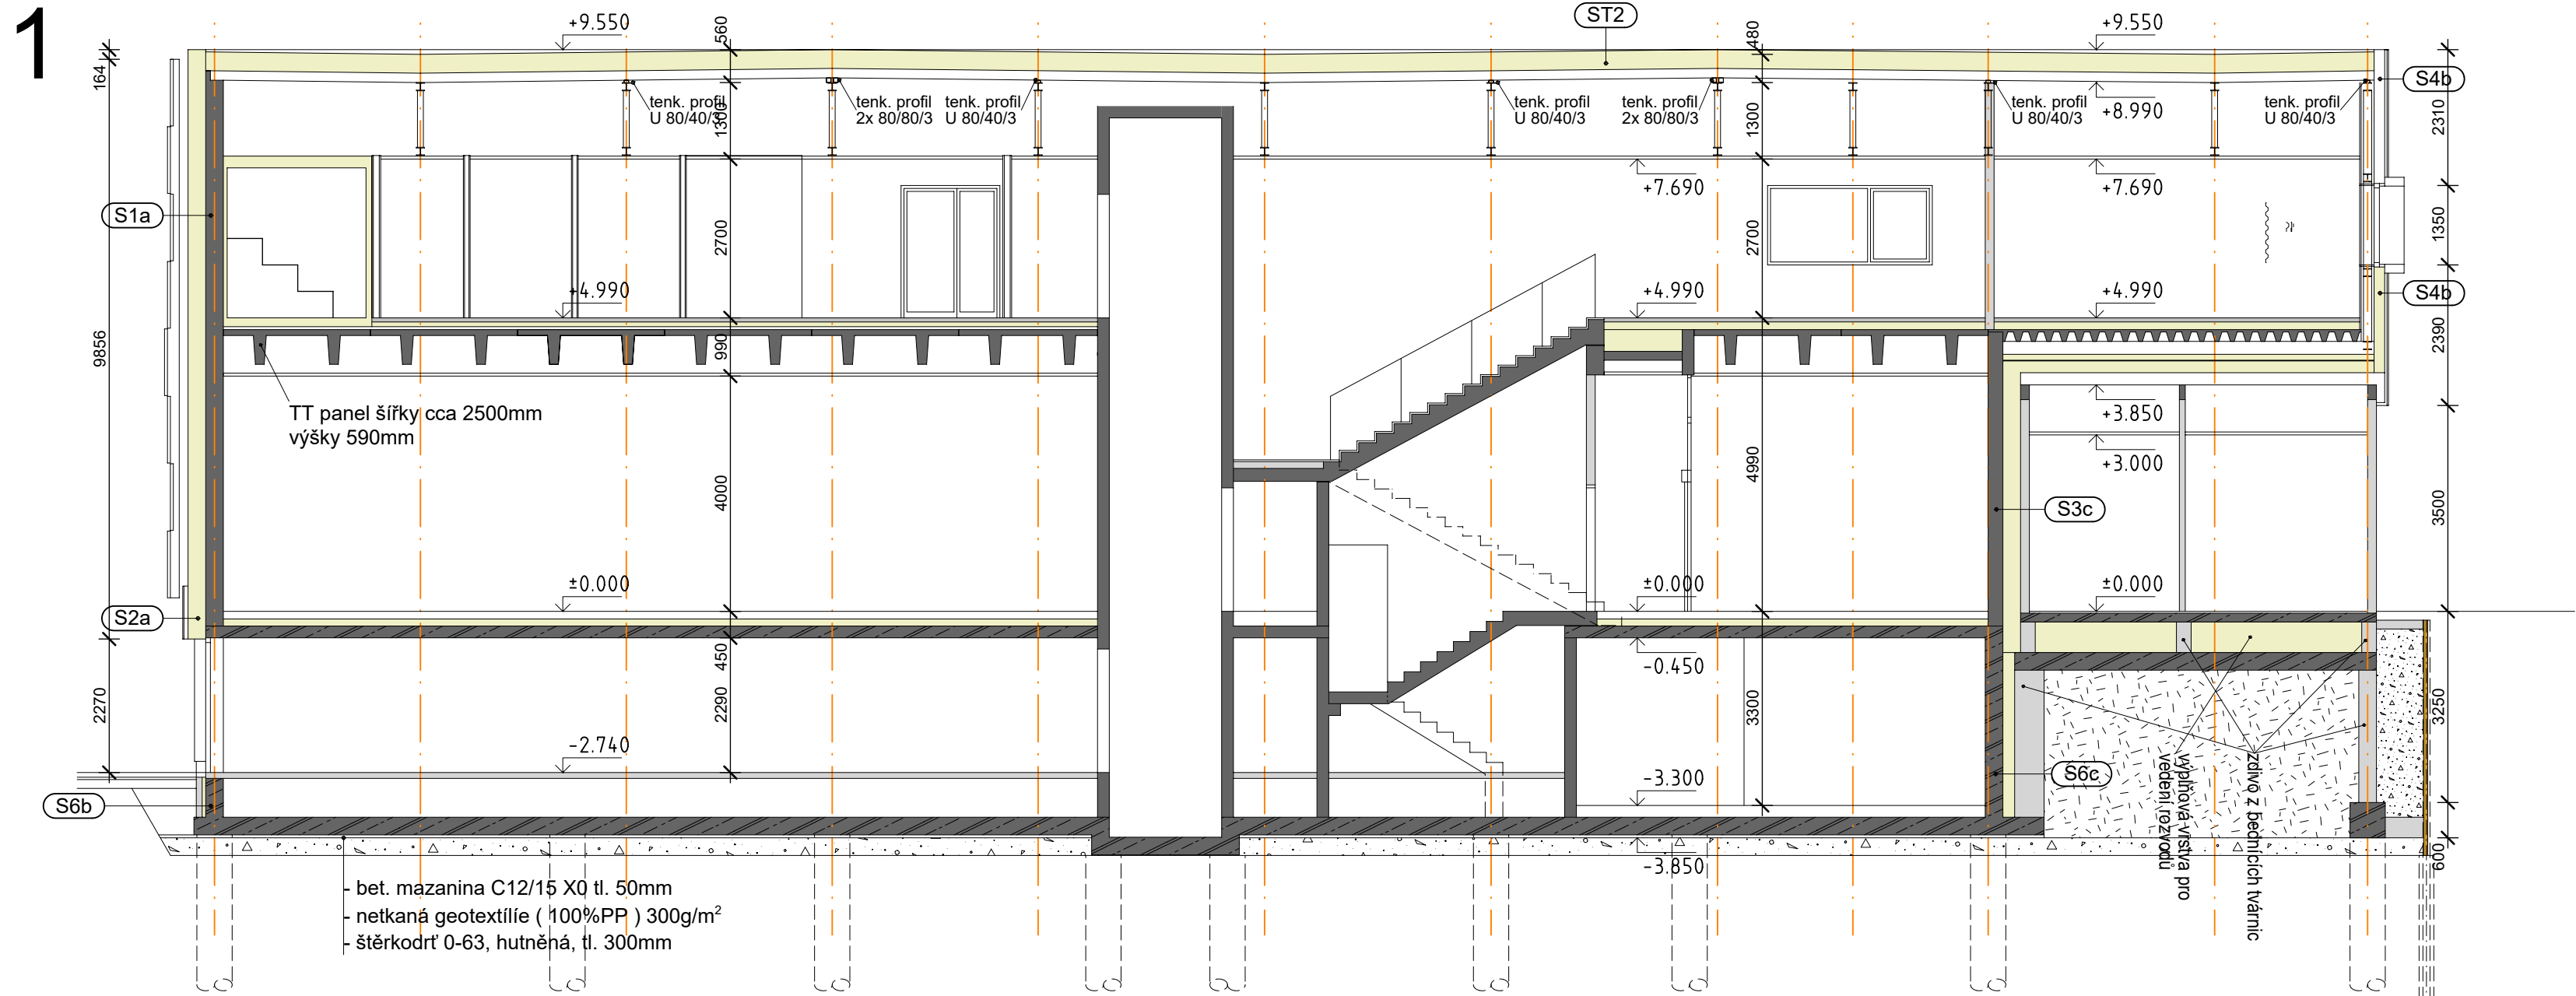 1
ST2
+9.550
+9.550
560
480
164
S4b
tenk. profil
U 80/40/3
tenk. profil
2x 80/80/3
tenk. profil
U 80/40/3
tenk. profil
U 80/40/3
tenk. profil
2x 80/80/3
tenk. profil
U 80/40/3
+8.990
tenk. profil
U 80/40/3
1300
1300
2310
+7.690
+7.690
S1a
2700
2700
1350
+4.990
+4.990
+4.990
S4b
9856
990
2390
TT panel šířky cca 2500mm
výšky 590mm
+3.850
+3.000
4000
4990
S3c
3500
±0.000
±0.000
±0.000
S2a
450
-0.450
2270
2290
3300
3250
-2.740
-3.300
S6c
S6b
výplňová vrstva pro
vedení rozvodů
zdivo z bednících tvárnic
-3.850
600
- bet. mazanina C12/15 X0 tl. 50mm
- netkaná geotextílíe ( 100%PP ) 300g/m²
- štěrkodrť 0-63, hutněná, tl. 300mm